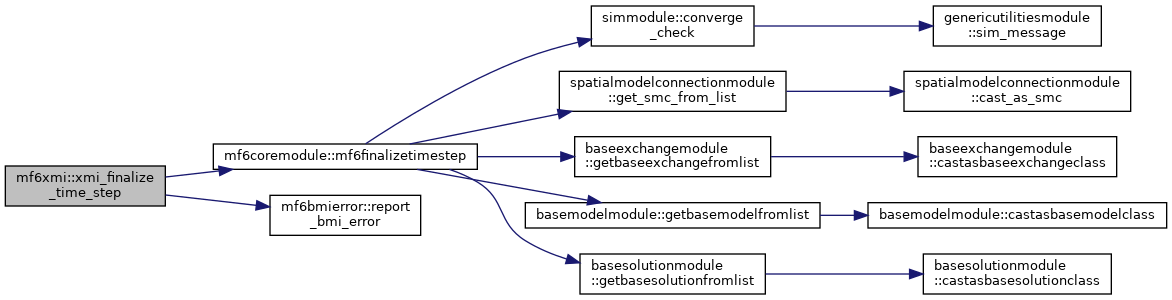 simmodule::converge
_check
genericutilitiesmodule
::sim_message
spatialmodelconnectionmodule
::get_smc_from_list
spatialmodelconnectionmodule
::cast_as_smc
mf6xmi::xmi_finalize
_time_step
mf6coremodule::mf6finalizetimestep
baseexchangemodule
::getbaseexchangefromlist
baseexchangemodule
::castasbaseexchangeclass
mf6bmierror::report
_bmi_error
basemodelmodule::getbasemodelfromlist
basemodelmodule::castasbasemodelclass
basesolutionmodule
::getbasesolutionfromlist
basesolutionmodule
::castasbasesolutionclass